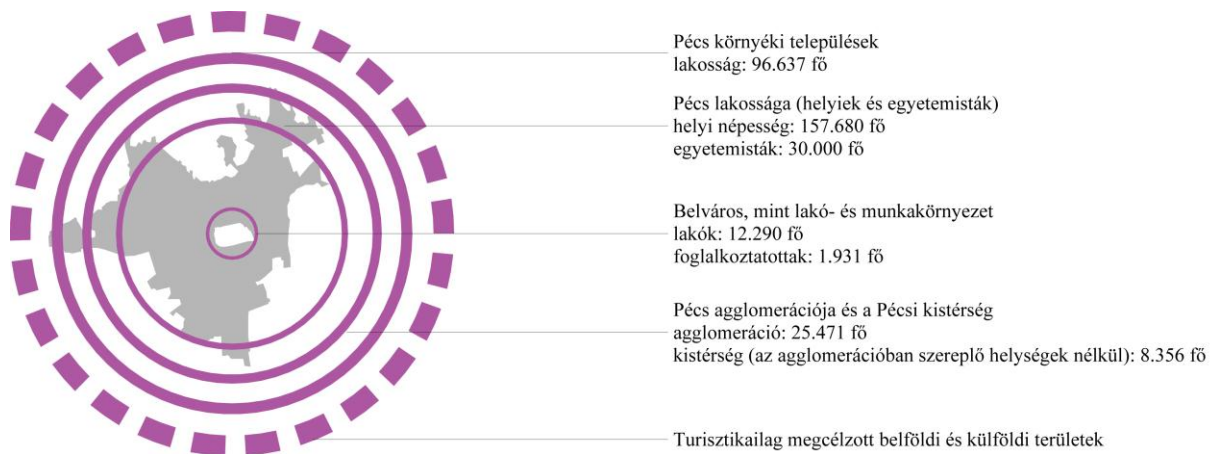 Pécs környéki települések
lakosság: 96.637 fő
Pécs lakossága (helyiek és egyetemisták)
helyi népesség: 157.680 fő
egyetemisták: 30.000 fő
Belváros, mint lakó- és munkakörnyezet
lakók: 12.290 fő
foglalkoztatottak: 1.931 fő
Pécs agglomerációja és a Pécsi kistérség
agglomeráció: 25.471 fő
kistérség (az agglomerációban szereplő helységek nélkül): 8.356 fő
Turisztikailag megcélzott belföldi és külföldi területek